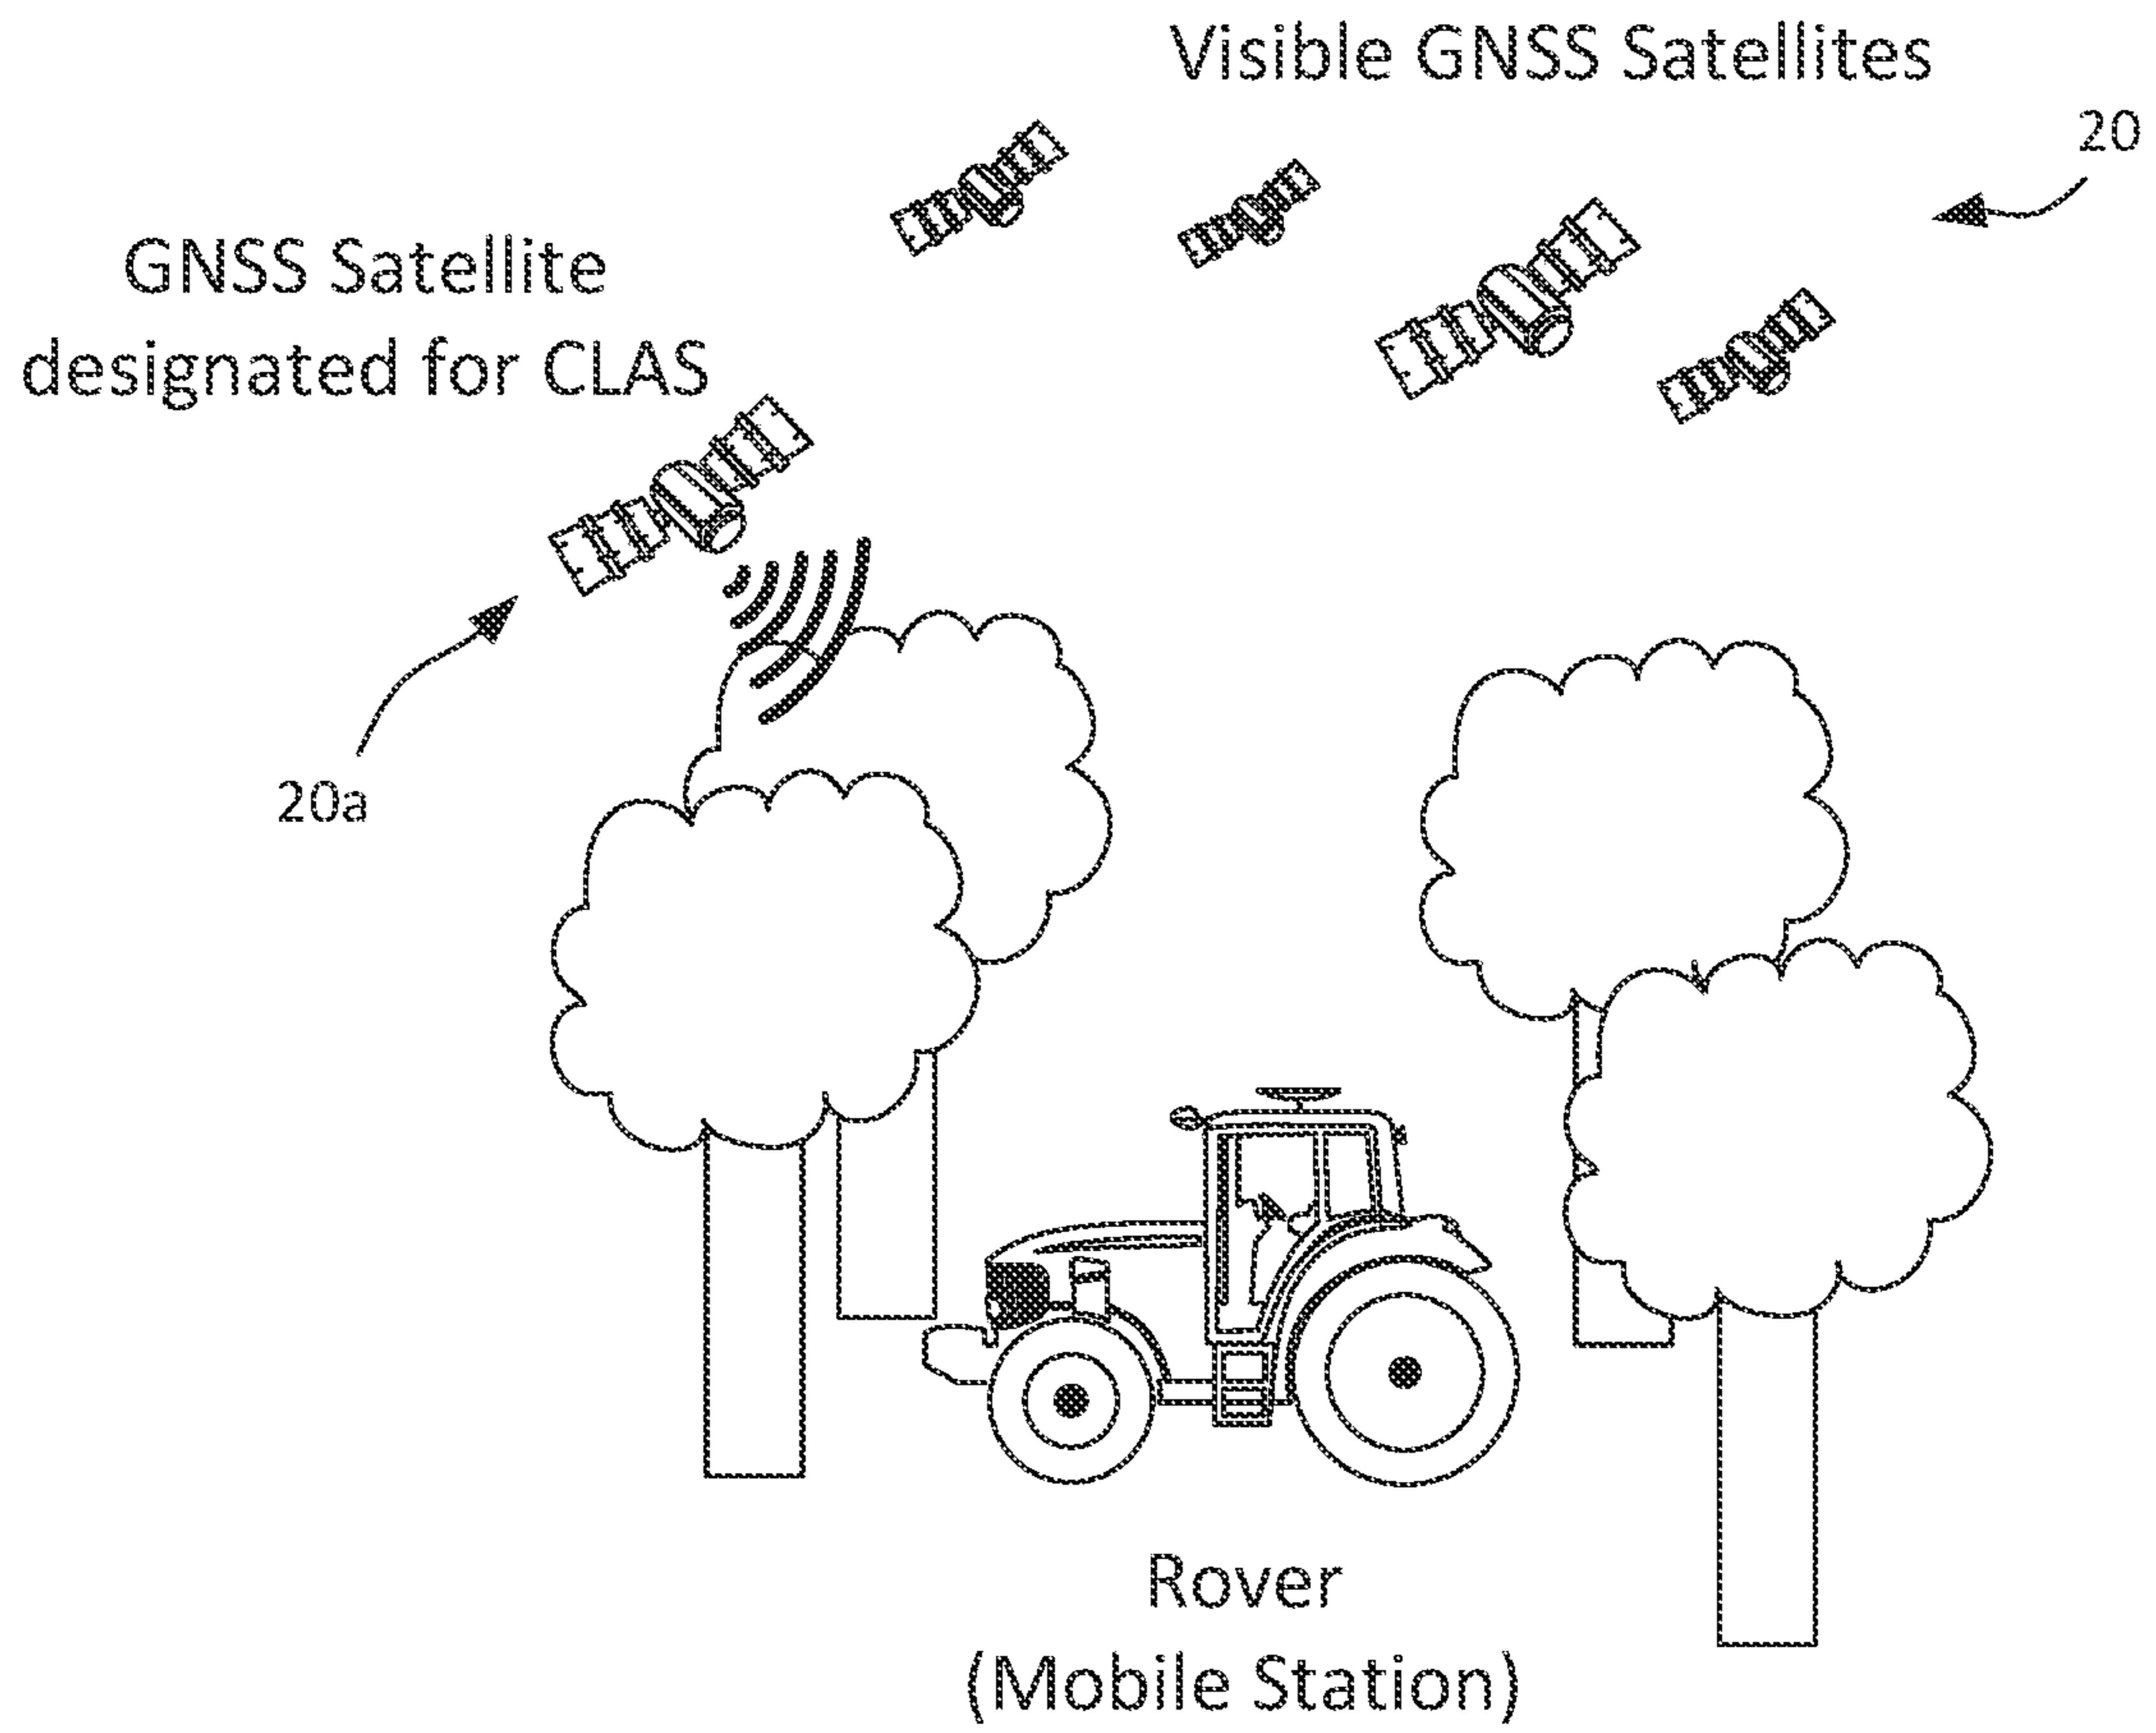 Visible GNSS Satellites
20
GNSS Satellite
designated for CLAS
20a
Rover
(Mobile Station)